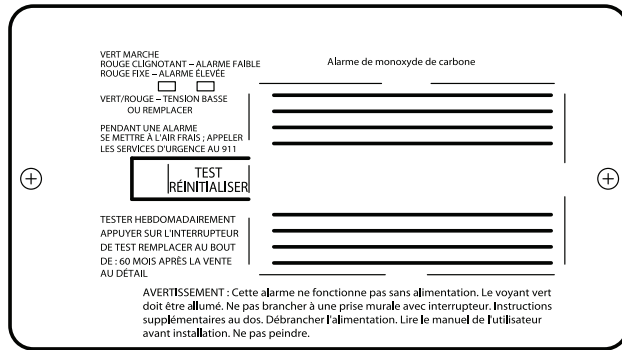 VERT MARCHE
ROUGE CLIGNOTANT – ALARME FAIBLE
ROUGE FIXE – ALARME ÉLEVÉE
VERT/ROUGE – TENSION BASSE
OU REMPLACER
PENDANT UNE ALARME
SE METTRE À L'AIR FRAIS ; APPELER
LES SERVICES D'URGENCE AU 911
TEST
RÉINITIALISER
TESTER HEBDOMADAIREMENT
APPUYER SUR L'INTERRUPTEUR
DE TEST REMPLACER AU BOUT
DE : 60 MOIS APRÈS LA VENTE
AU DÉTAIL
Alarme de monoxyde de carbone
AVERTISSEMENT : Cette alarme ne fonctionne pas sans alimentation. Le voyant vert
doit être allumé. Ne pas brancher à une prise murale avec interrupteur. Instructions
supplémentaires au dos. Débrancher l'alimentation. Lire le manuel de l'utilisateur
avant installation. Ne pas peindre.